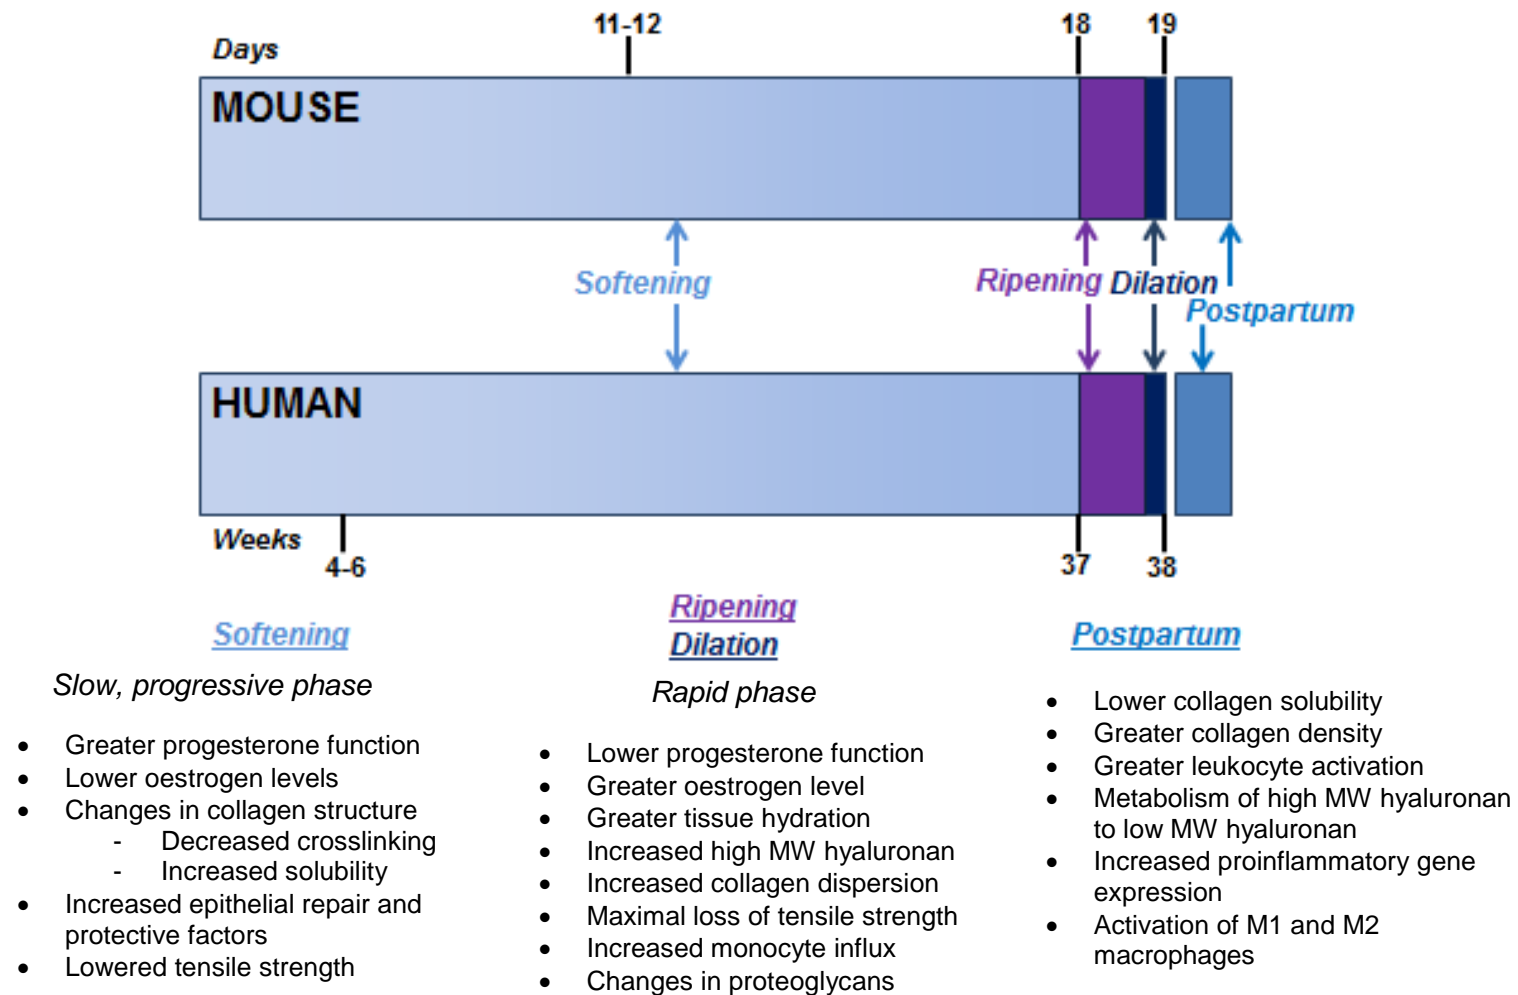 11-12
18
19
Days
MOUSE
Softening
Ripening
Dilation
Postpartum
HUMAN
Weeks
4-6
37
38
Softening
Slow, progressive phase
• Greater progesterone function
• Lower oestrogen levels
• Changes in collagen structure
- Decreased crosslinking
- Increased solubility
• Increased epithelial repair and
protective factors
• Lowered tensile strength
Ripening
Dilation
Rapid phase
• Lower progesterone function
• Greater oestrogen level
• Greater tissue hydration
• Increased high MW hyaluronan
• Increased collagen dispersion
• Maximal loss of tensile strength
• Increased monocyte influx
• Changes in proteoglycans
Postpartum
• Lower collagen solubility
• Greater collagen density
• Greater leukocyte activation
• Metabolism of high MW hyaluronan
to low MW hyaluronan
• Increased proinflammatory gene
expression
• Activation of M1 and M2
macrophages